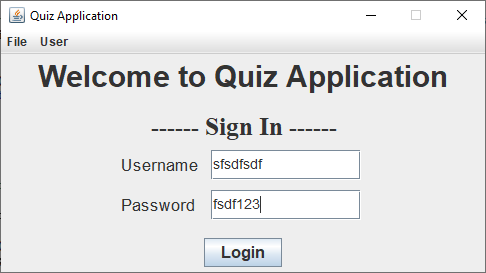 Quiz Application
File User
Welcome to Quiz Application
------ Sign In ------
Username sfsdfsdf
Password fsdf123
Login